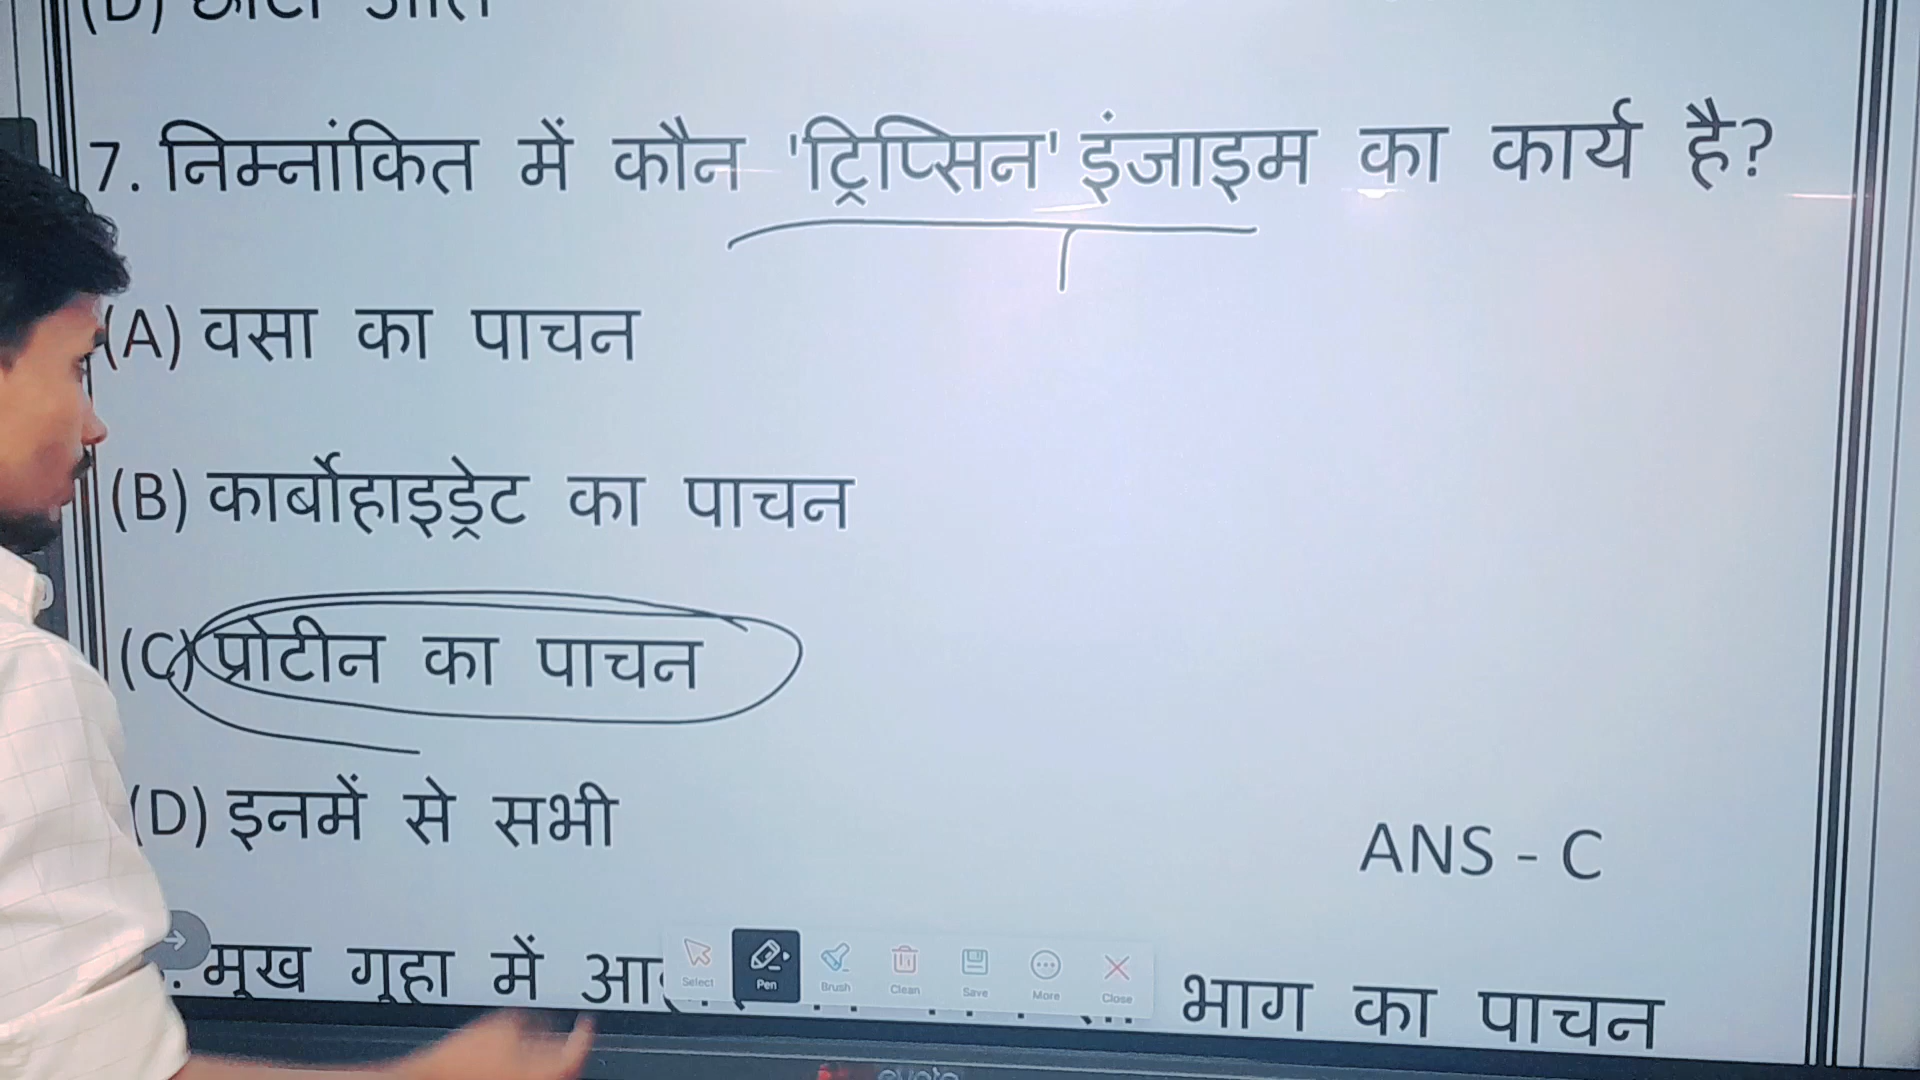 7. निम्नांकित में कौन 'ट्रिप्सिन' इंजाइम का कार्य है?
(A) वसा का पाचन
(B) कार्बोहाइड्रेट का पाचन
(C) प्रोटीन का पाचन
(D) इनमें से सभी
ANS - C
मुख गुहा में भाग का पाचन
Select Pen Brush Clean Save More Close